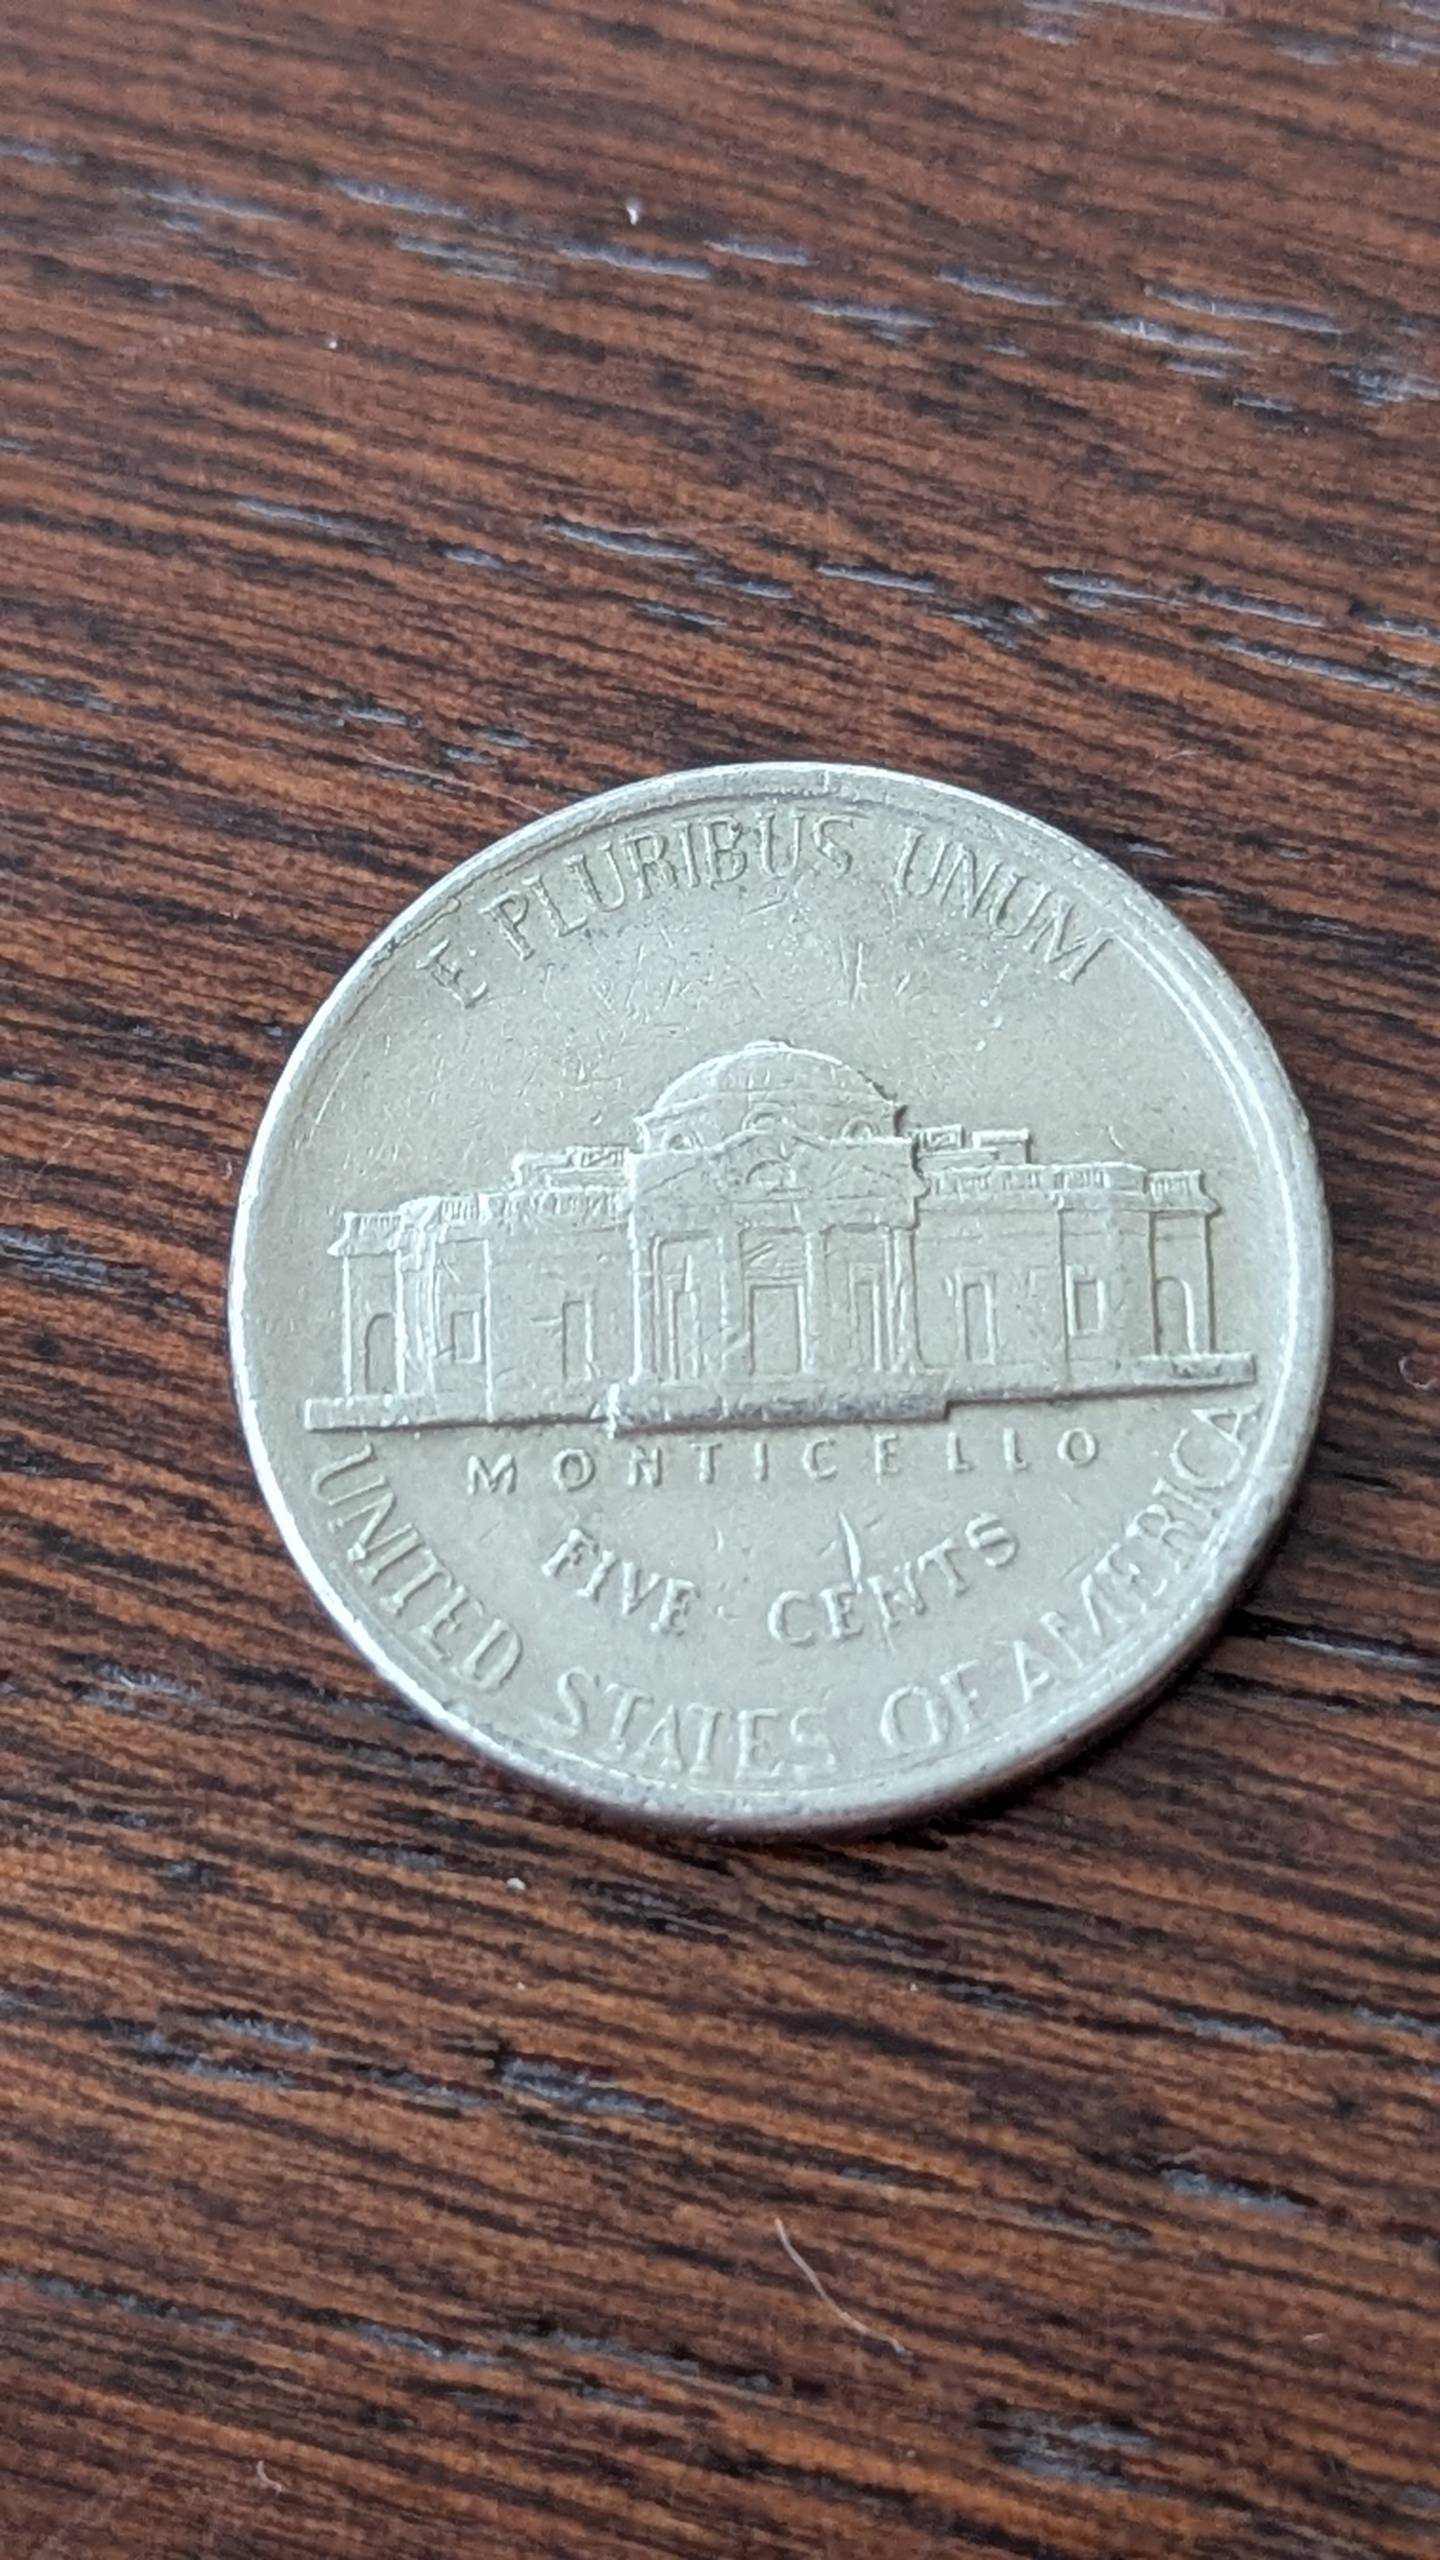 E PLURIBUS UNUM
MONTICELLO
FIVE CENTS
UNITED STATES OF AMERICA